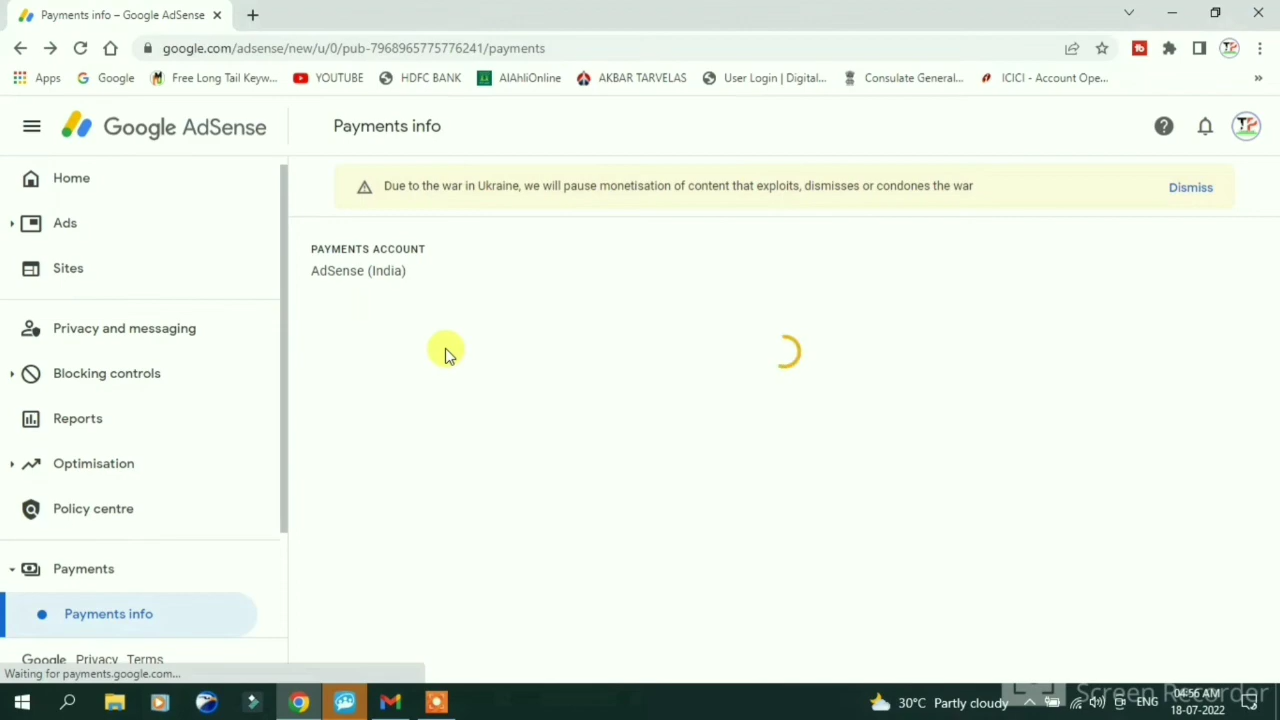 Payments info – Google AdSense
google.com/adsense/new/u/0/pub-7968965775776241/payments
Apps Google Free Long Tail Keyw... YOUTUBE HDFC BANK AlAhliOnline AKBAR TARVELAS User Login | Digital... Consulate General... ICICI - Account Ope... »
Google AdSense
Payments info
Home
Due to the war in Ukraine, we will pause monetisation of content that exploits, dismisses or condones the war Dismiss
Ads
Sites
PAYMENTS ACCOUNT
AdSense (India)
Privacy and messaging
Blocking controls
Reports
Optimisation
Policy centre
Payments
Payments info
Google Privacy Terms
Waiting for payments.google.com...
30°C Partly cloudy ENG 04:56 AM
18-07-2022
Screen Recorder